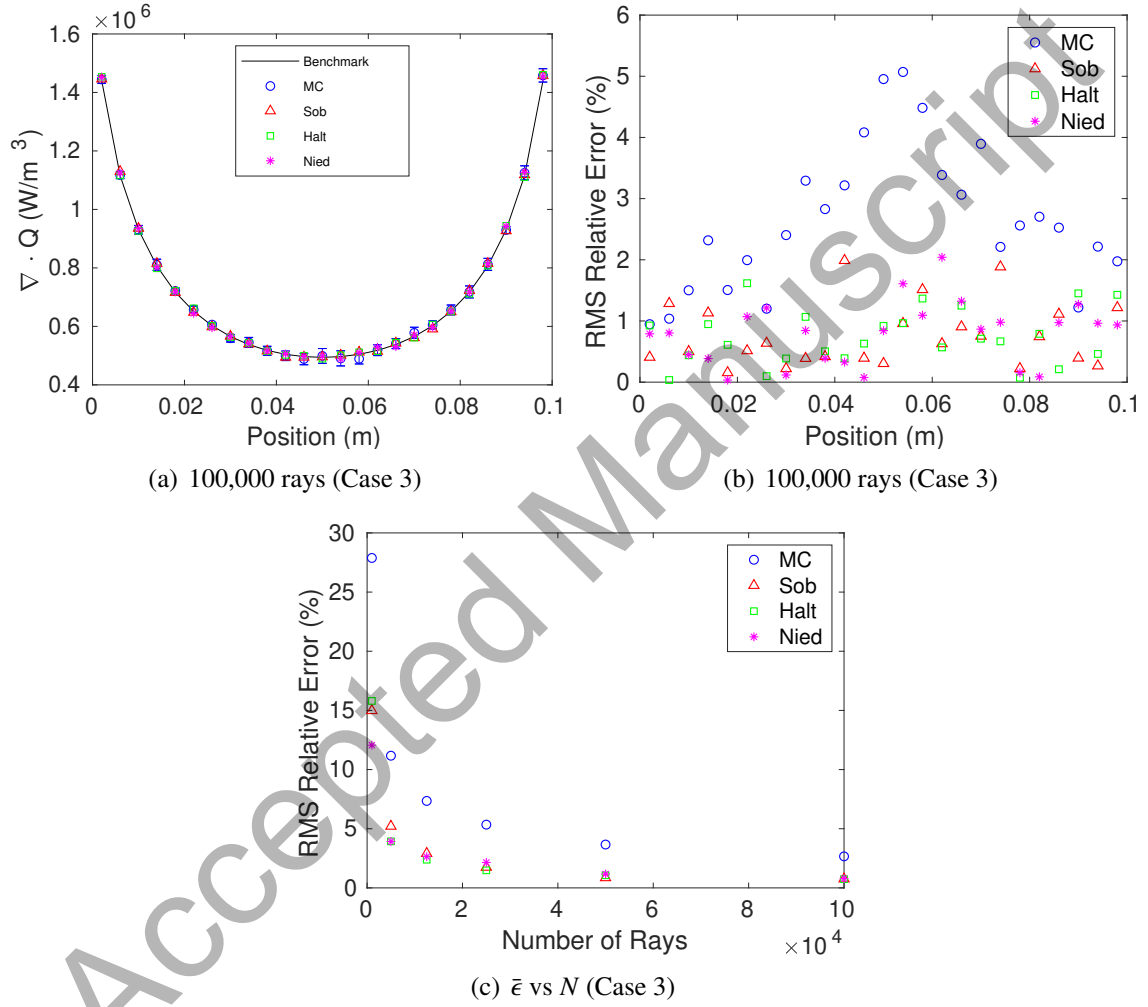 × 10^6
1.6
1.4
1.2
1
0.8
0.6
0.4
∇ · Q (W/m^3)
Benchmark
MC
Sob
Halt
Nied
0 0.02 0.04 0.06 0.08 0.1
Position (m)
(a) 100,000 rays (Case 3)
6
5
4
3
2
1
0
RMS Relative Error (%)
MC
Sob
Halt
Nied
0 0.02 0.04 0.06 0.08 0.1
Position (m)
(b) 100,000 rays (Case 3)
30
25
20
15
10
5
0
RMS Relative Error (%)
MC
Sob
Halt
Nied
0 2 4 6 8 10
Number of Rays
×10^4
(c) ϵ̄ vs N (Case 3)
Accepted Manuscript